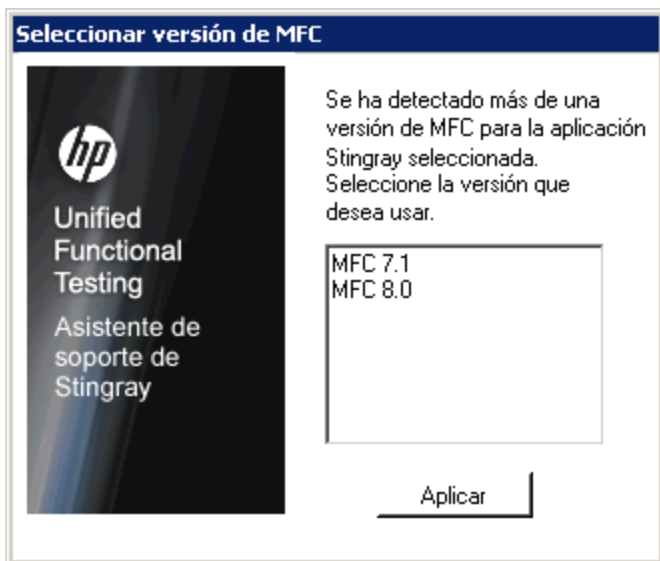 Seleccionar versión de MFC
hp
Unified
Functional
Testing
Asistente de
soporte de
Stingray
Se ha detectado más de una
versión de MFC para la aplicación
Stingray seleccionada.
Seleccione la versión que
desea usar.
MFC 7.1
MFC 8.0
Aplicar